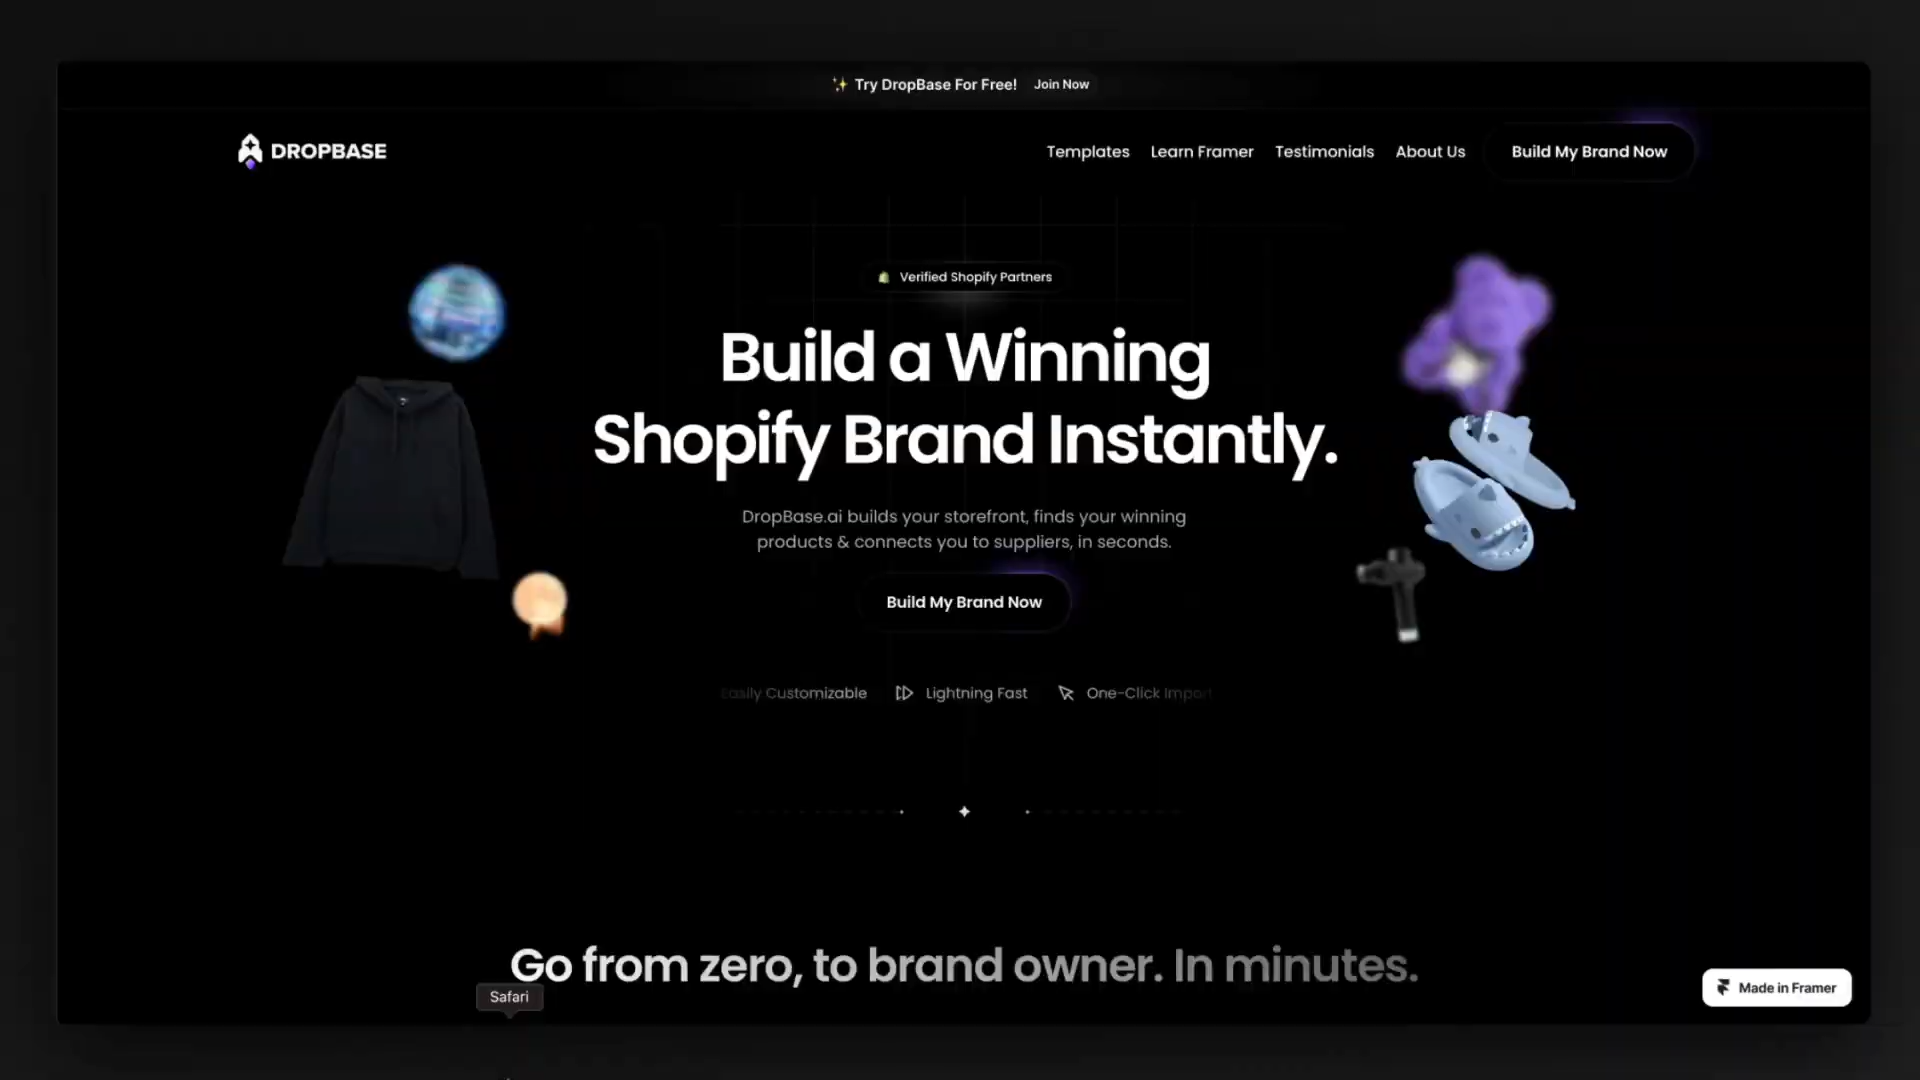 ✨ Try DropBase For Free! Join Now
DROPBASE
Templates Learn Framer Testimonials About Us Build My Brand Now
Verified Shopify Partners
Build a Winning
Shopify Brand Instantly.
DropBase.ai builds your storefront, finds your winning
products & connects you to suppliers, in seconds.
Build My Brand Now
Easily Customizable Lightning Fast One-Click Import
Go from zero, to brand owner. In minutes.
Safari
Made in Framer